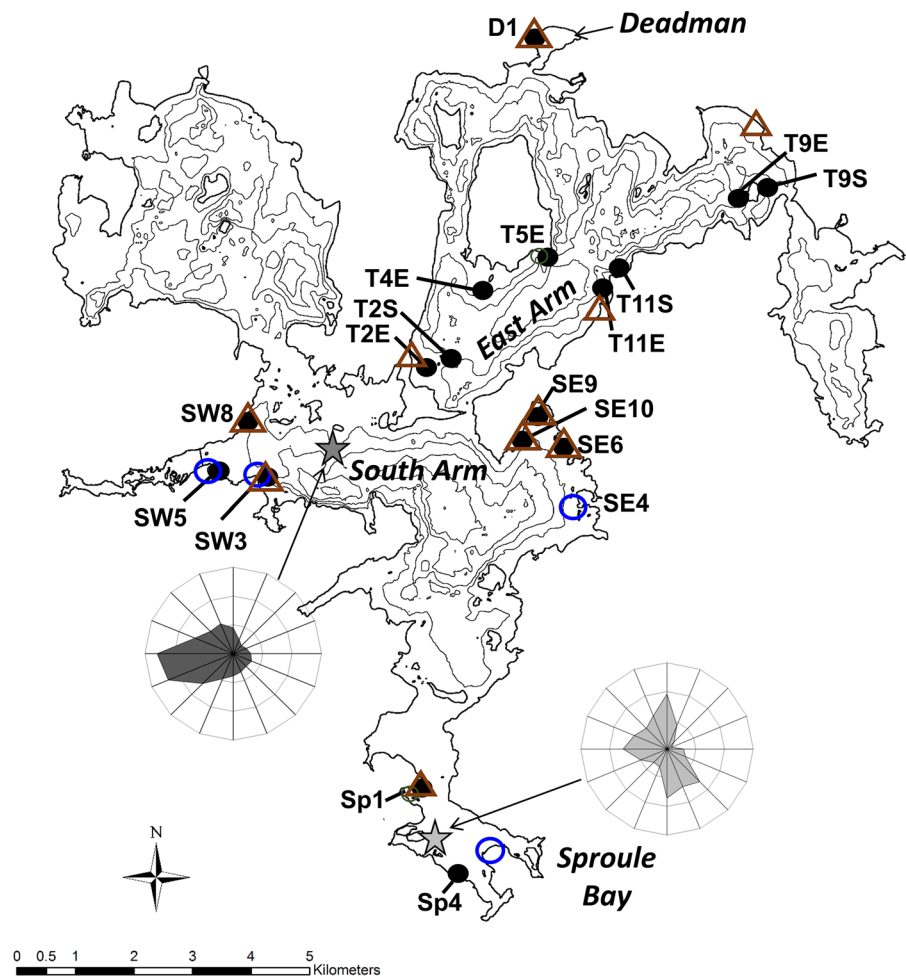 D1
Deadman
T9E
T9S
T5E
T4E
T2S
T2E
East Arm
T11S
T11E
SE9
SE10
SE6
SW8
South Arm
SE4
SW5
SW3
Sp1
N
Sproule
Bay
Sp4
0 0.5 1 2 3 4 5
Kilometers